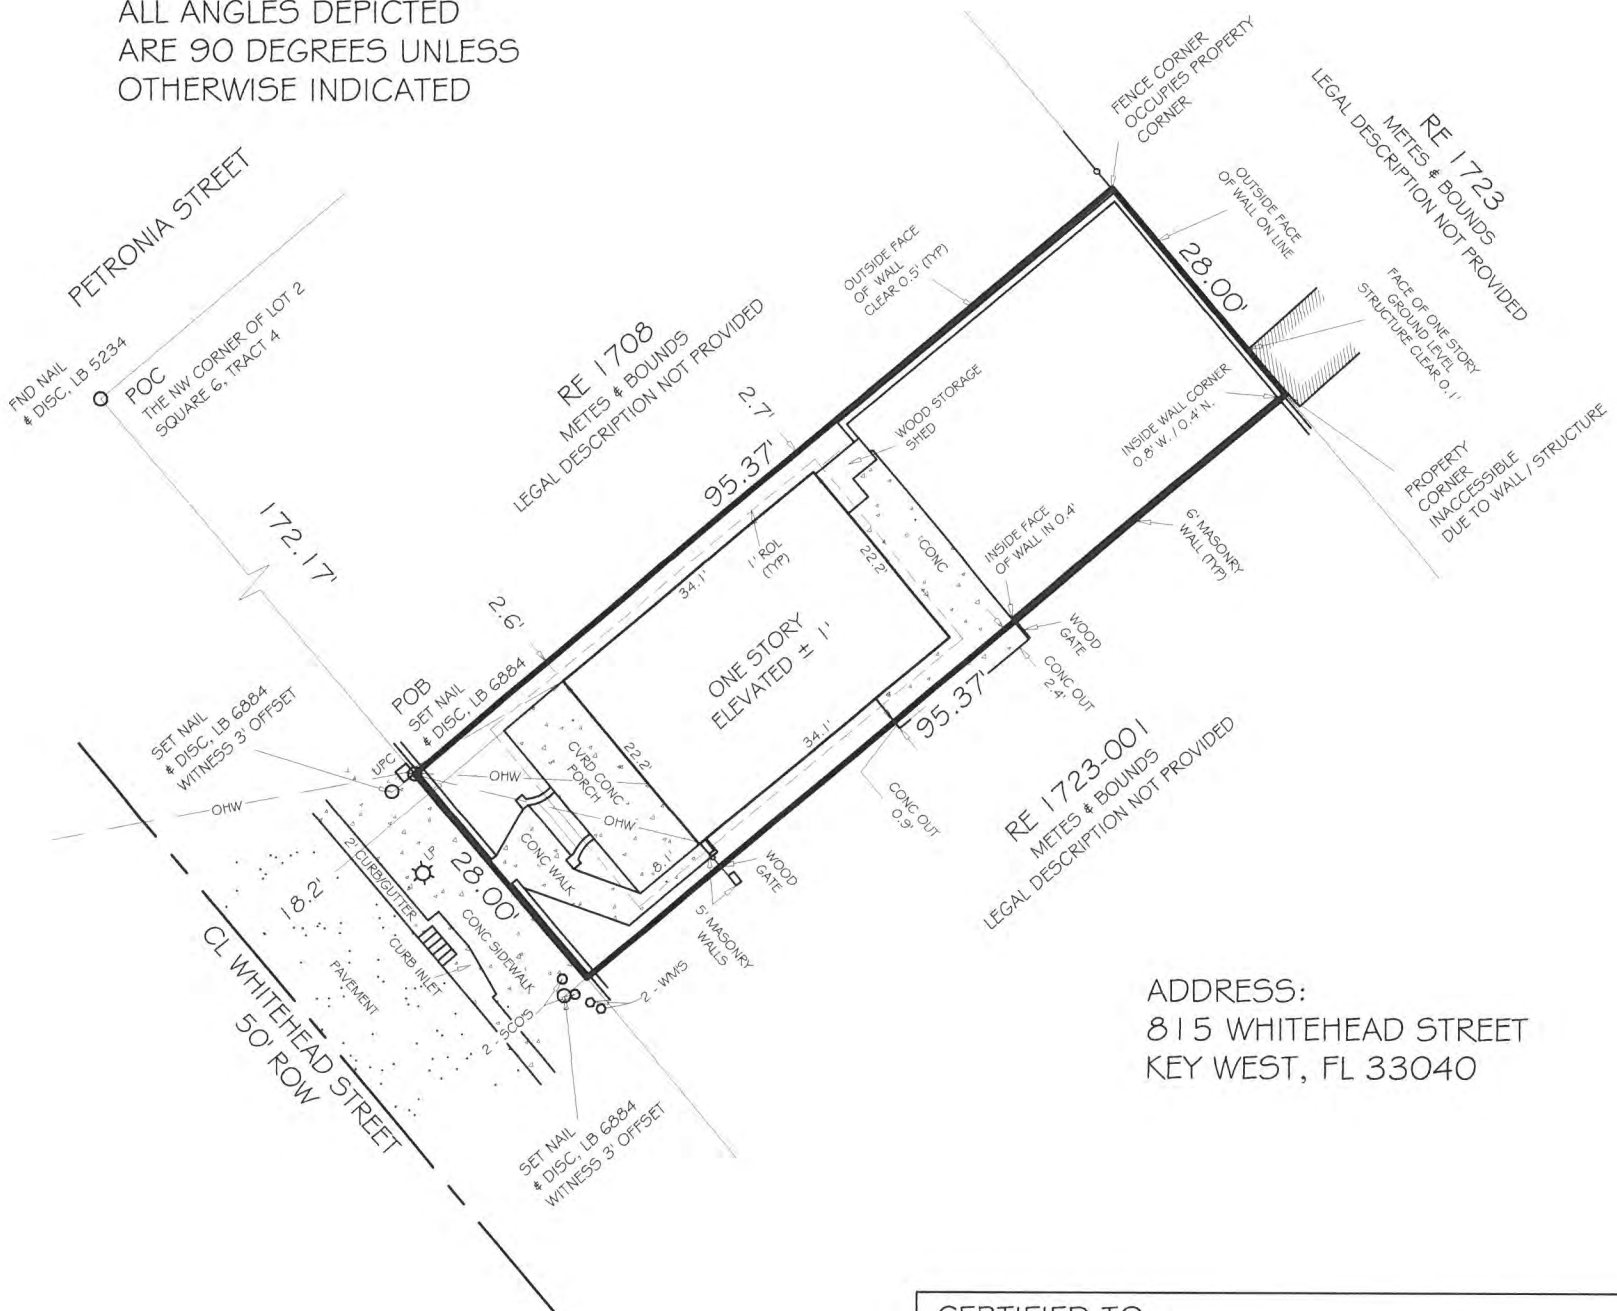 ALL ANGLES DEPICTED
ARE 90 DEGREES UNLESS
OTHERWISE INDICATED
PETRONIA STREET
FND NAIL
& DISC, LB 5234
POC
THE NW CORNER OF LOT 2
SQUARE 6, TRACT 4
172.17'
FENCE CORNER
OCCUPIES PROPERTY
CORNER
RE 1723
METES & BOUNDS
LEGAL DESCRIPTION NOT PROVIDED
OUTSIDE FACE
OF WALL ON LINE
28.00'
OUTSIDE FACE
OF WALL
CLEAR 0.5' (TYP)
FACE OF ONE STORY
GROUND LEVEL
STRUCTURE CLEAR 0.1'
RE 1708
METES & BOUNDS
LEGAL DESCRIPTION NOT PROVIDED
2.7'
95.37'
WOOD STORAGE
SHED
INSIDE WALL CORNER
0.8' W. / 0.4' N.
PROPERTY
CORNER
INACCESSIBLE
DUE TO WALL / STRUCTURE
6' MASONRY
WALL (TYP)
INSIDE FACE
OF WALL IN 0.4'
CONC
22.2'
1' ROL
(TYP)
34.1'
2.6'
ONE STORY
ELEVATED ± 1'
WOOD
GATE
CONC OUT
2.4'
95.37'
34.1'
POB
SET NAIL
& DISC, LB 6884
SET NAIL
& DISC, LB 6884
WITNESS 3' OFFSET
UPC
OHW
OHW
OHW
22.2'
CVRD CONC
PORCH
CONC WALK
8.1'
WOOD
GATE
CONC OUT
0.9'
RE 1723-001
METES & BOUNDS
LEGAL DESCRIPTION NOT PROVIDED
5' MASONRY
WALLS
2 - WM'S
28.00'
LP
2' CURB/GUTTER
18.2'
CONC SIDEWALK
CURB INLET
PAVEMENT
CL WHITEHEAD STREET
50' ROW
2 - SCO'S
SET NAIL
& DISC, LB 6884
WITNESS 3' OFFSET
ADDRESS:
815 WHITEHEAD STREET
KEY WEST, FL 33040
CERTIFIED TO